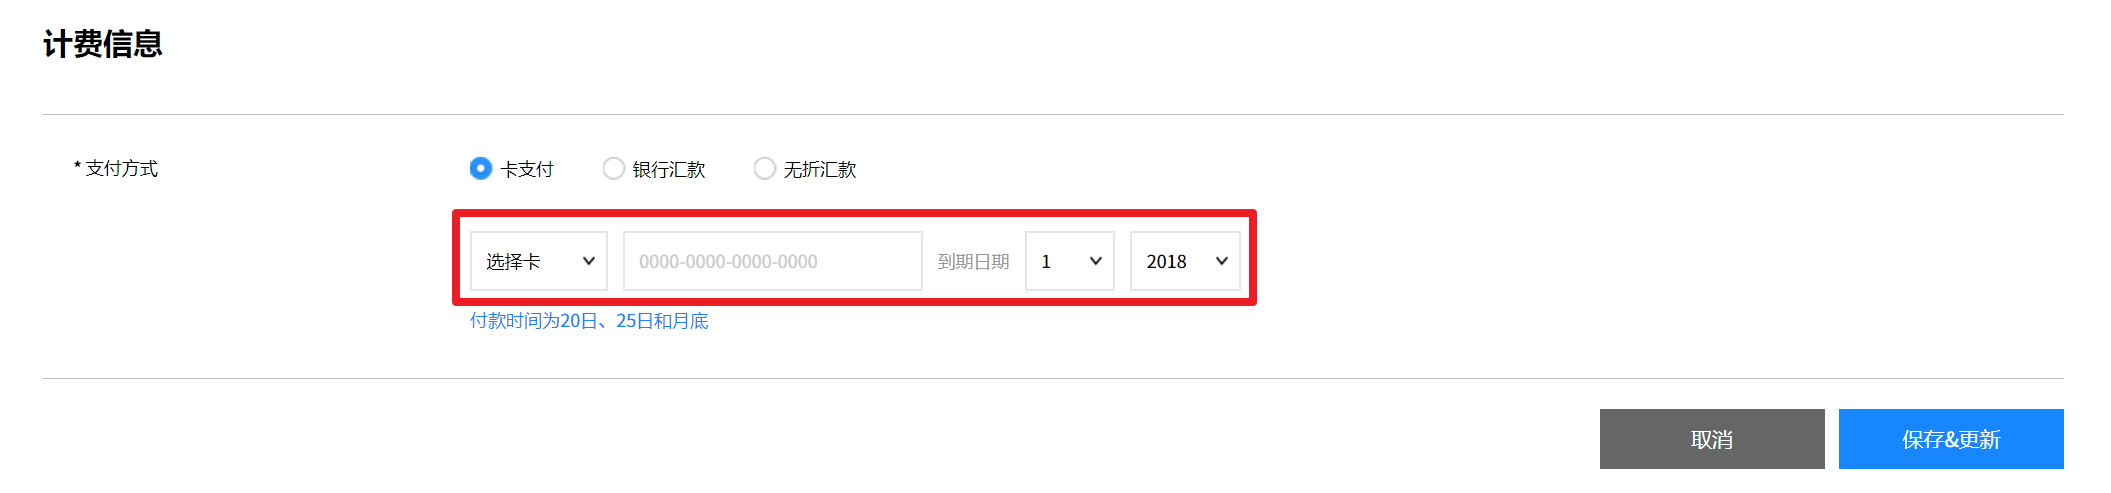 计费信息
* 支付方式
卡支付 银行汇款 无折汇款
选择卡 0000-0000-0000-0000 到期日期 1 2018
付款时间为20日、25日和月底
取消 保存&更新